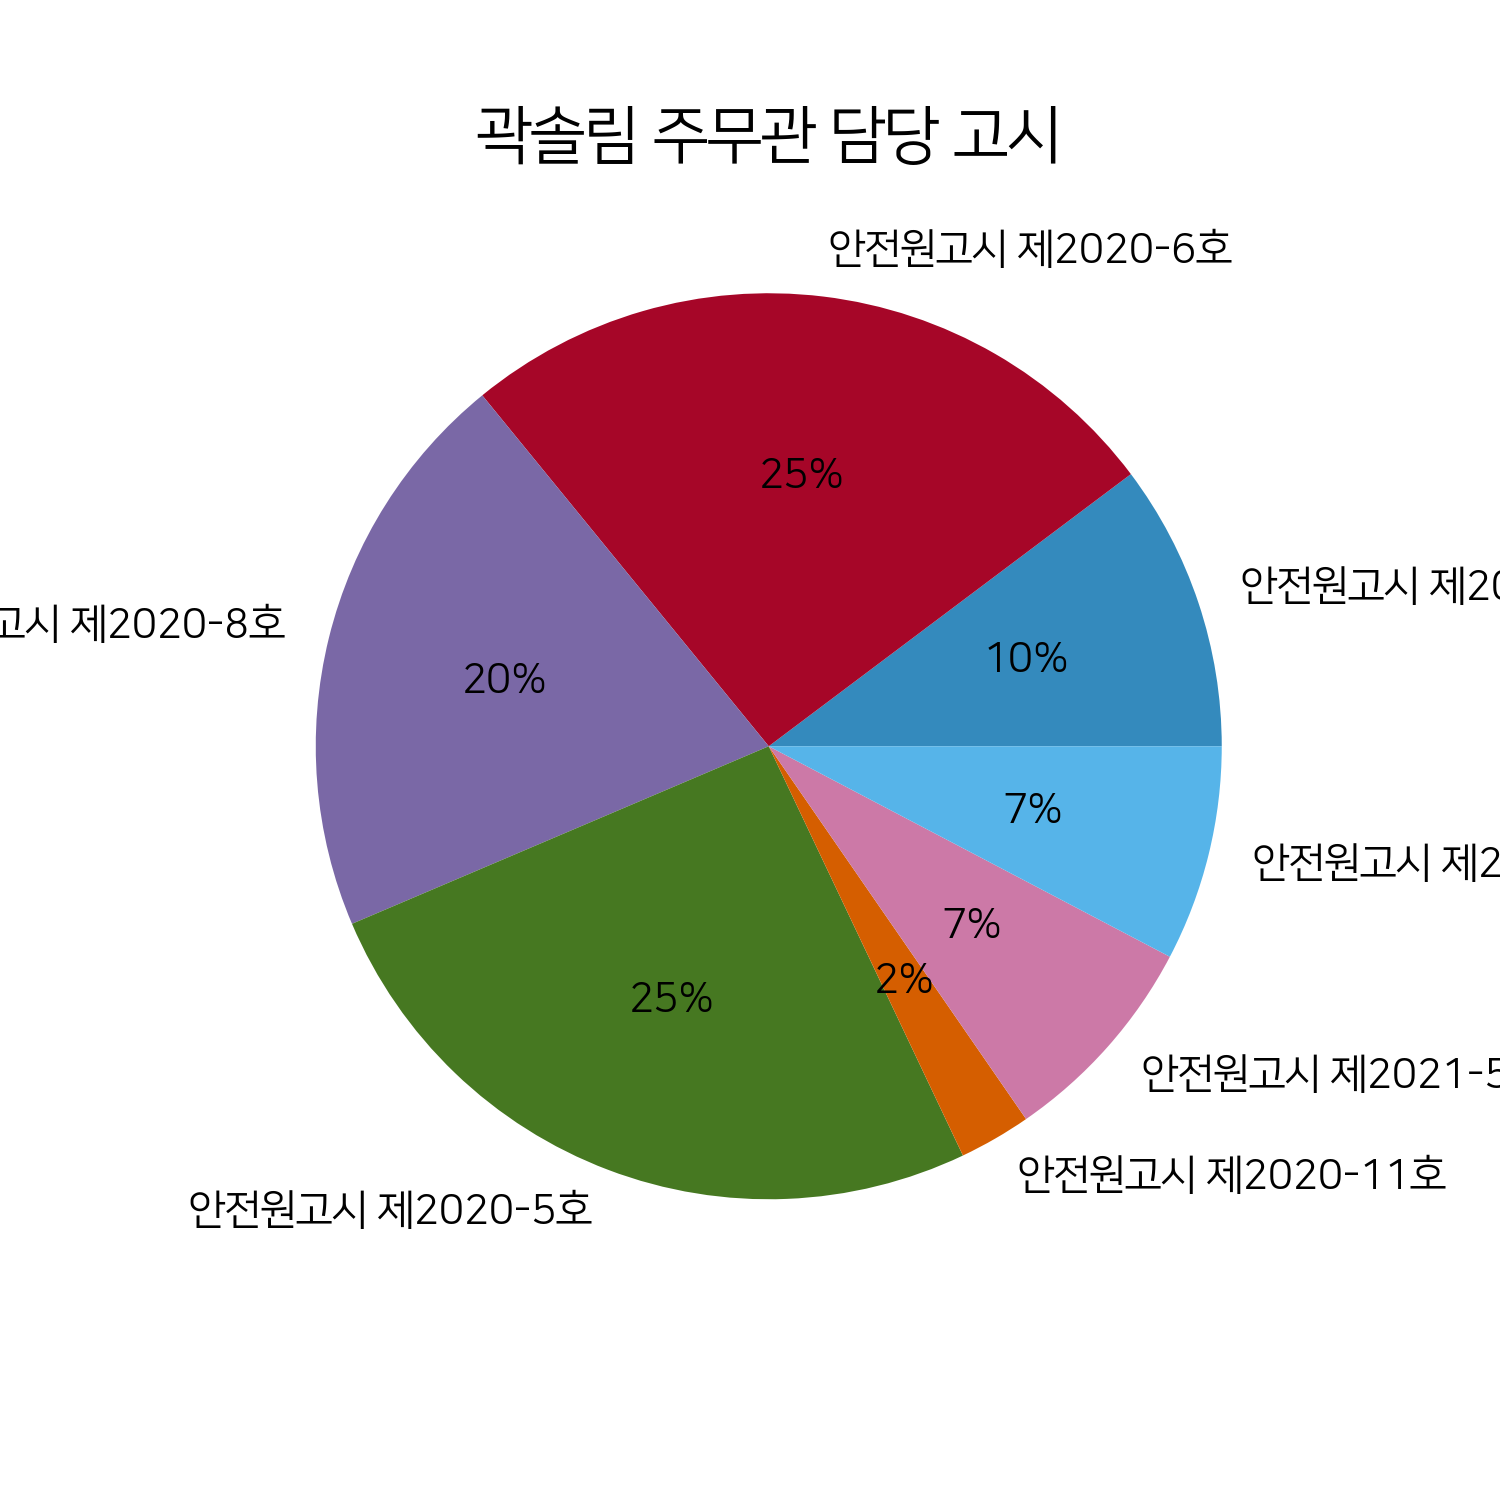 곽솔림 주무관 담당 고시
안전원고시 제2020-6호
25%
안전원고시 제20
10%
고시 제2020-8호
20%
7%
안전원고시 제2
7%
2%
25%
안전원고시 제2021-5
안전원고시 제2020-11호
안전원고시 제2020-5호